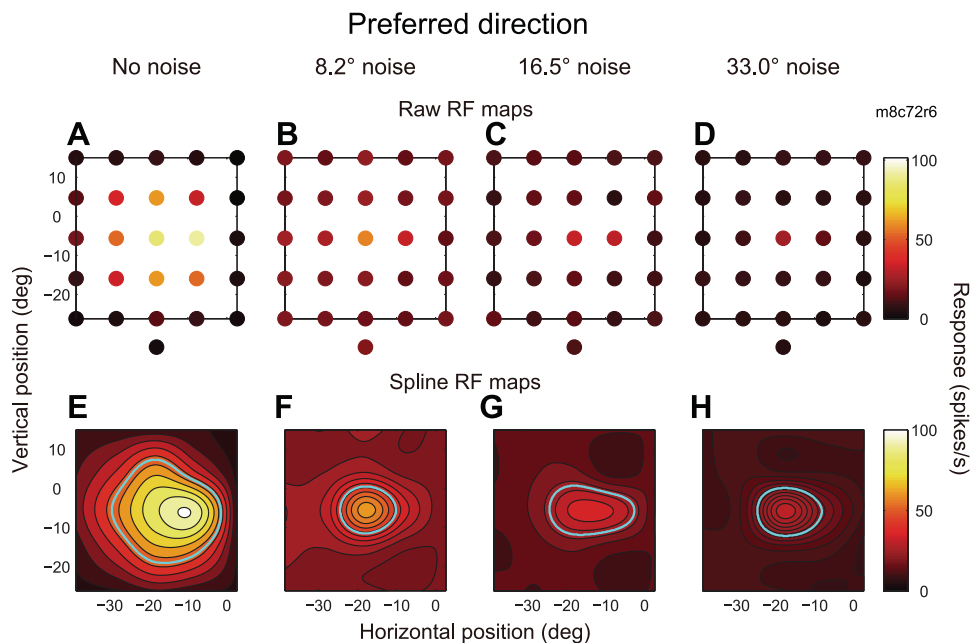 Preferred direction
No noise 8.2° noise 16.5° noise 33.0° noise
Raw RF maps
m8c72r6
A B C D
10
0
−10
−20
100
50
0
Vertical position (deg)
Response (spikes/s)
Spline RF maps
E F G H
10
0
−10
−20
100
50
0
−30 −20 −10 0 −30 −20 −10 0 −30 −20 −10 0 −30 −20 −10 0
Horizontal position (deg)